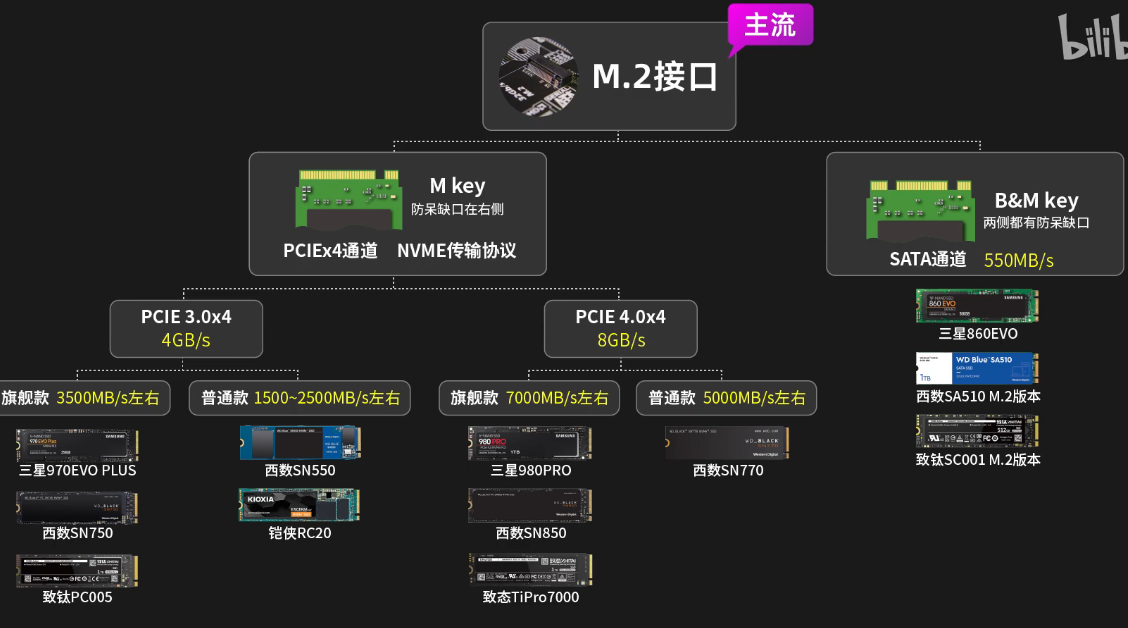 主流
bilib
M.2接口
M key
防呆缺口在右侧
PCIEx4通道 NVME传输协议
B&M key
两侧都有防呆缺口
SATA通道 550MB/s
PCIE 3.0x4
4GB/s
PCIE 4.0x4
8GB/s
旗舰款 3500MB/s左右
普通款 1500~2500MB/s左右
旗舰款 7000MB/s左右
普通款 5000MB/s左右
三星970EVO PLUS
西数SN750
致钛PC005
西数SN550
KIOXIA
铠侠RC20
SAMSUNG
980 PRO
三星980PRO
西数SN850
致态TiPro7000
WD_BLACK
西数SN770
SAMSUNG
860 EVO
三星860EVO
WD Blue SA510
1TB
西数SA510 M.2版本
致钛SC001 M.2版本